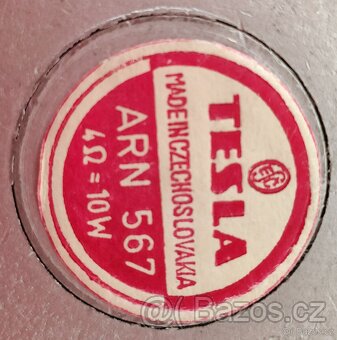 TESLA
MADE IN CZECHOSLOVAKIA
ARN 567
4Ω = 10W
Bazos.cz